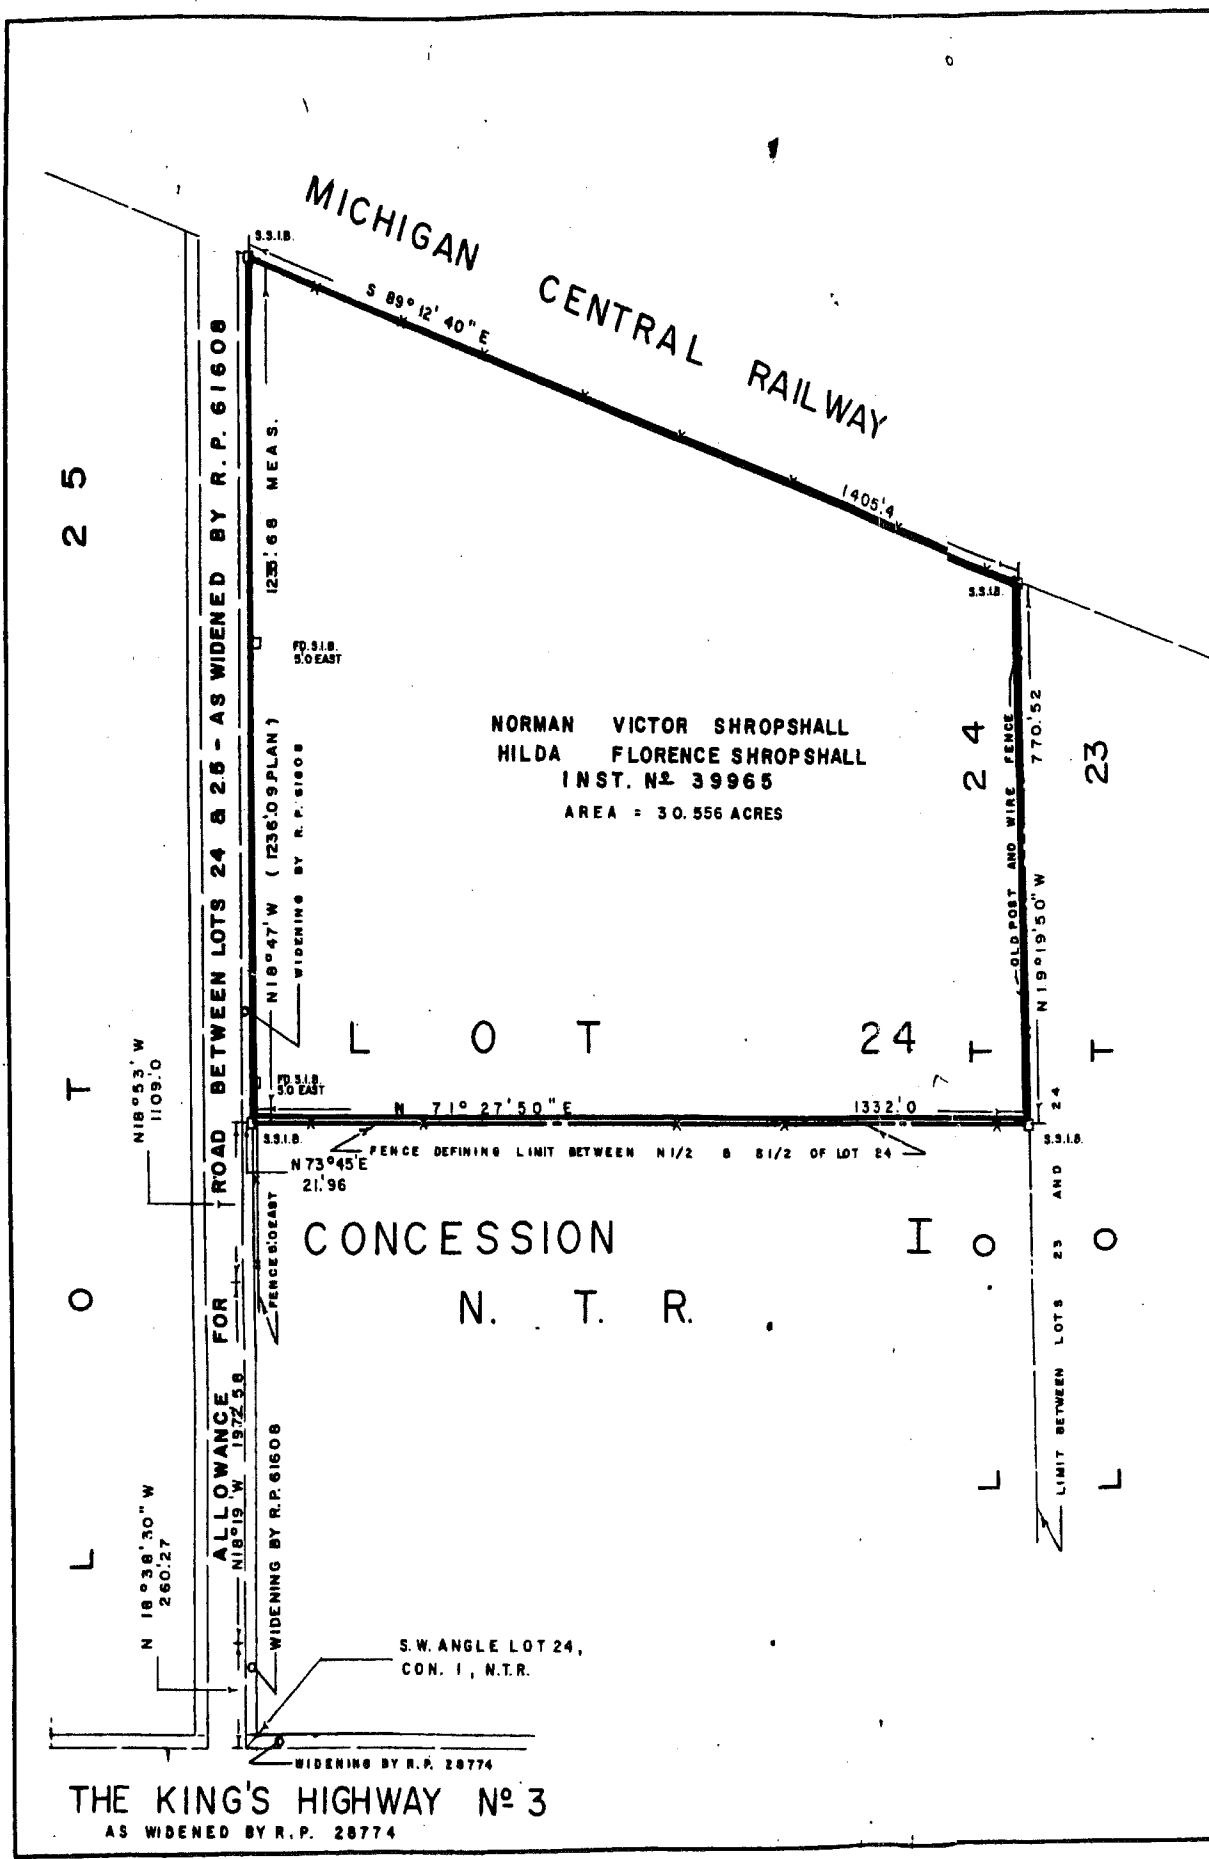 MICHIGAN CENTRAL RAILWAY
S.S.I.B.
S 89° 12' 40" E
1405.'4
S.S.I.B.
LOT 25
ALLOWANCE FOR ROAD BETWEEN LOTS 24 & 25 - AS WIDENED BY R.P. 61608
1235.'68 MEAS.
FD. S.I.B.
5.'0 EAST
N 18° 47' W ( 1236.'09 PLAN )
WIDENING BY R.P. 61608
NORMAN VICTOR SHROPSHALL
HILDA FLORENCE SHROPSHALL
INST. Nº 39965
AREA = 30.556 ACRES
OLD POST AND WIRE FENCE
770.'52
N 19° 19' 50" W
LOT 24
LOT 23
LOT 24
FD. S.I.B.
5.'0 EAST
N 18° 53' W
1109.'0
N 71° 27' 50" E
1332.'0
S.S.I.B.
S.S.I.B.
FENCE DEFINING LIMIT BETWEEN N 1/2 & S 1/2 OF LOT 24
N 73° 45' E
21.'96
FENCE 5.'0 EAST
CONCESSION I
N. T. R.
LIMIT BETWEEN LOTS 23 AND 24
N 18° 19' W 1972.'58
WIDENING BY R.P. 61608
N 18° 38' 30" W
260.'27
S.W. ANGLE LOT 24,
CON. 1, N.T.R.
WIDENING BY R.P. 28774
THE KING'S HIGHWAY Nº 3
AS WIDENED BY R.P. 28774